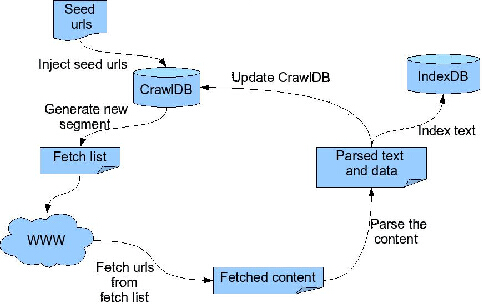 Seed
urls
Inject seed urls
CrawlDB
Update CrawlDB
IndexDB
Generate new
segment
Index text
Fetch list
Parsed text
and data
WWW
Parse the
content
Fetch urls
from
fetch list
Fetched content